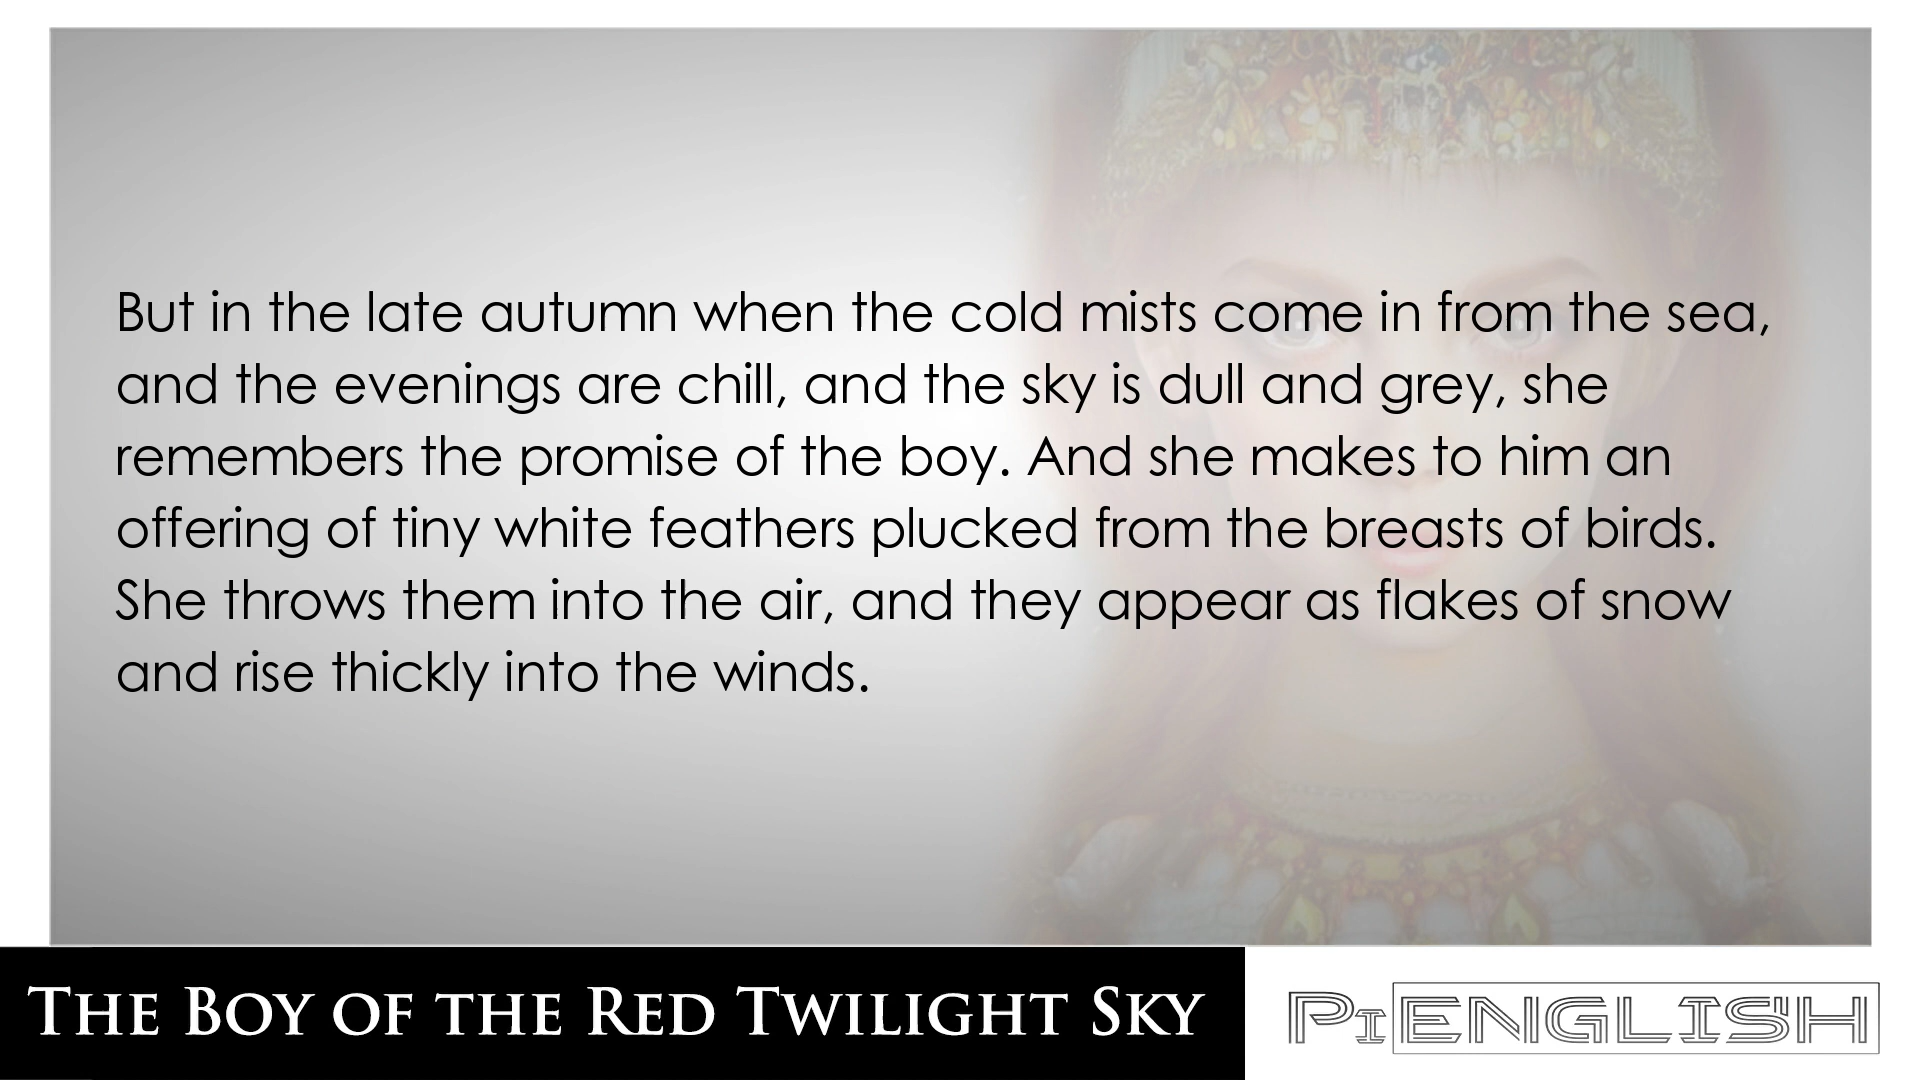 But in the late autumn when the cold mists come in from the sea,
and the evenings are chill, and the sky is dull and grey, she
remembers the promise of the boy. And she makes to him an
offering of tiny white feathers plucked from the breasts of birds.
She throws them into the air, and they appear as flakes of snow
and rise thickly into the winds.
The Boy of the Red Twilight Sky
PiENGLISH